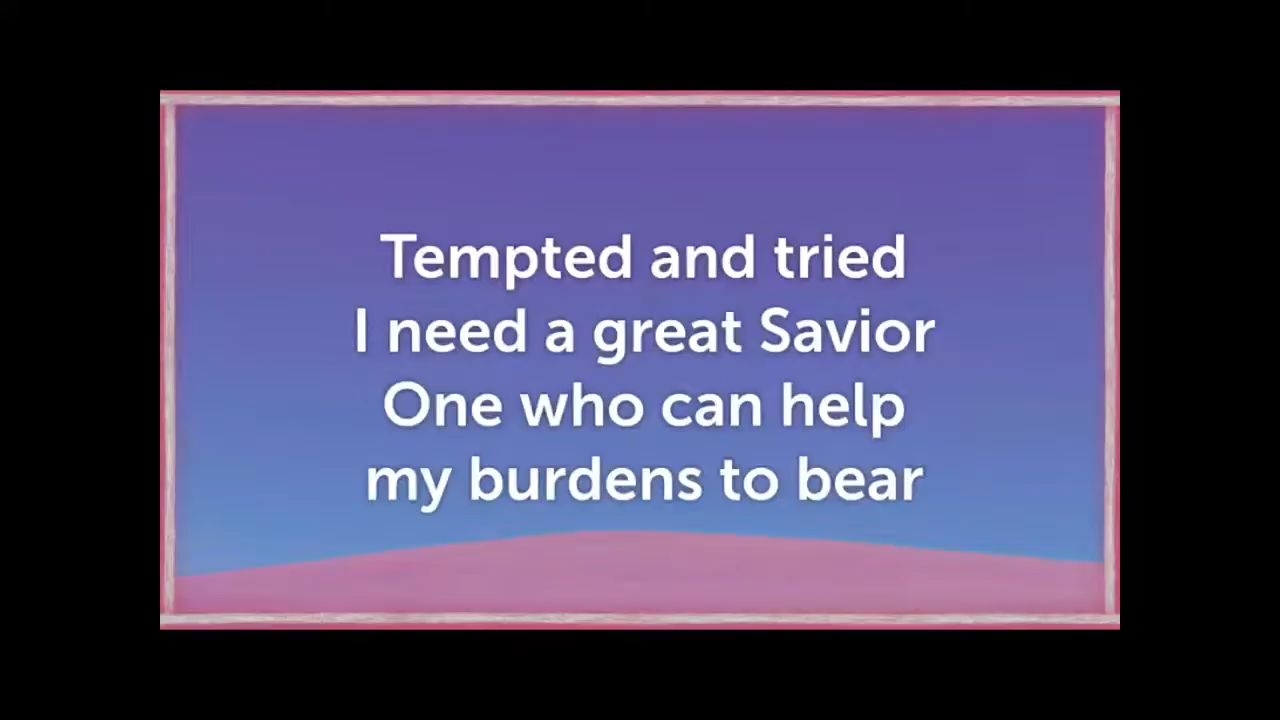 Tempted and tried
I need a great Savior
One who can help
my burdens to bear